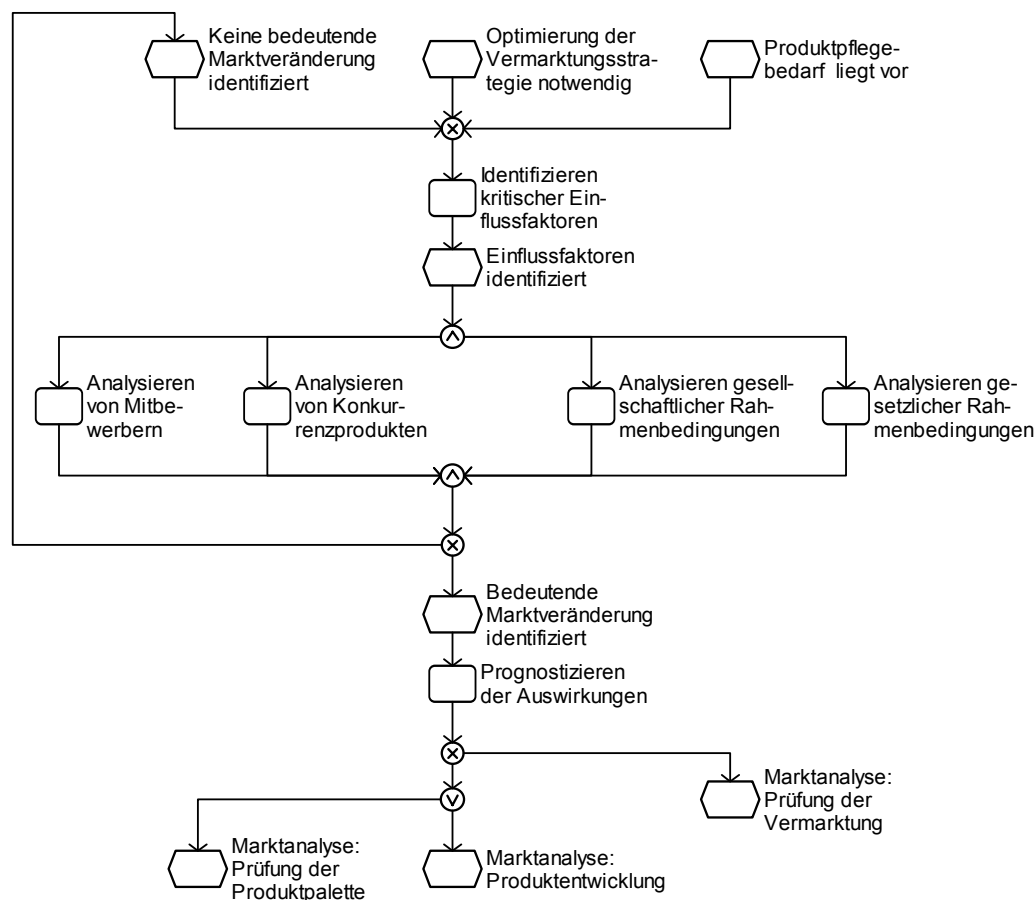 Keine bedeutende
Marktveränderung
identifiziert
Optimierung der
Vermarktungsstra-
tegie notwendig
Produktpflege-
bedarf liegt vor
Identifizieren
kritischer Ein-
flussfaktoren
Einflussfaktoren
identifiziert
Analysieren
von Mitbe-
werbern
Analysieren
von Konkur-
renzprodukten
Analysieren gesell-
schaftlicher Rah-
menbedingungen
Analysieren ge-
setzlicher Rah-
menbedingungen
Bedeutende
Marktveränderung
identifiziert
Prognostizieren
der Auswirkungen
Marktanalyse:
Prüfung der
Vermarktung
Marktanalyse:
Prüfung der
Produktpalette
Marktanalyse:
Produktentwicklung